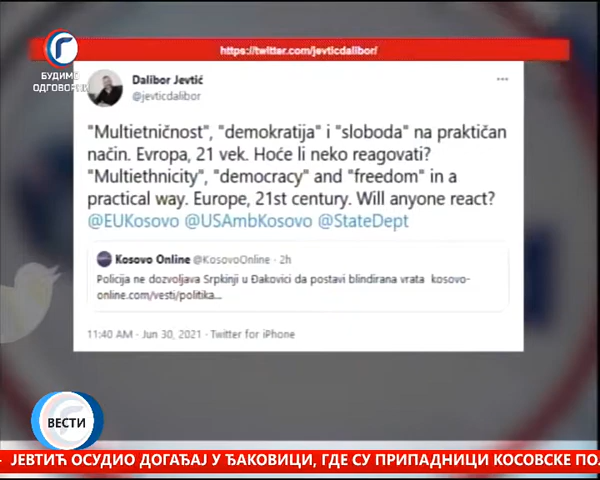 https://twitter.com/jevticdalibor/
БУДИМО
ОДГОВОРНИ
Dalibor Jevtić
@jevticdalibor
"Multietničnost", "demokratija" i "sloboda" na praktičan
način. Evropa, 21 vek. Hoće li neko reagovati?
"Multiethnicity", "democracy" and "freedom" in a
practical way. Europe, 21st century. Will anyone react?
@EUKosovo @USAmbKosovo @StateDept
Kosovo Online @KosovoOnline · 2h
Policija ne dozvoljava Srpkinji u Đakovici da postavi blindirana vrata kosovo-
online.com/vesti/politika...
11:40 AM · Jun 30, 2021 · Twitter for iPhone
ВЕСТИ
- ЈЕВТИЋ ОСУДИО ДОГАЂАЈ У ЂАКОВИЦИ, ГДЕ СУ ПРИПАДНИЦИ КОСОВСКЕ ПОЛ